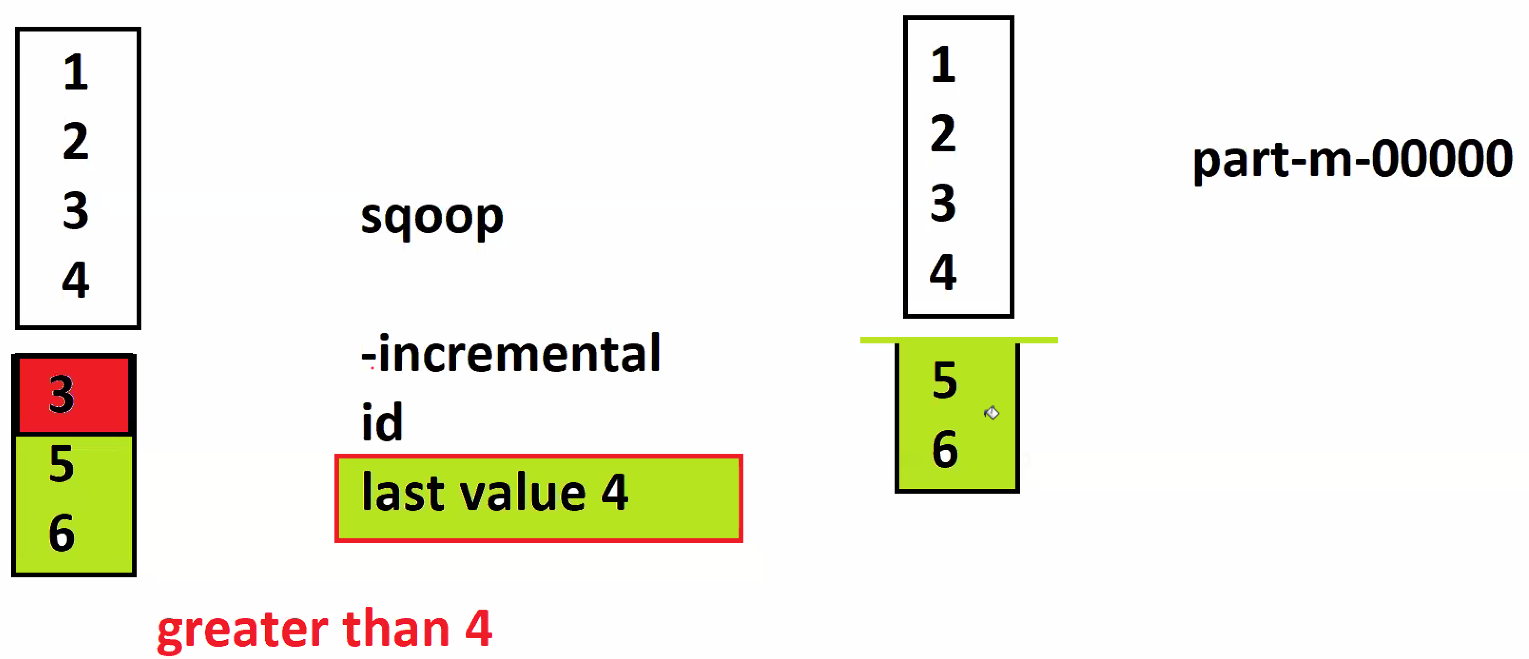 1
2
3
4
3
5
6
sqoop
-incremental
id
last value 4
greater than 4
1
2
3
4
5
6
part-m-00000